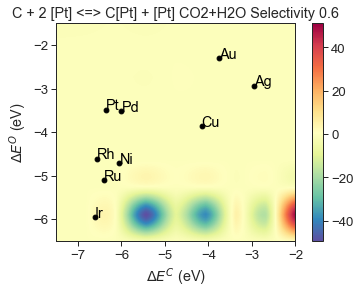 C + 2 [Pt] <=> C[Pt] + [Pt] CO2+H2O Selectivity 0.6
−2
−3
−4
−5
−6
ΔE^O (eV)
Au
Ag
Pt
Pd
Cu
Rh
Ni
Ru
Ir
−7
−6
−5
−4
−3
−2
ΔE^C (eV)
40
20
0
−20
−40